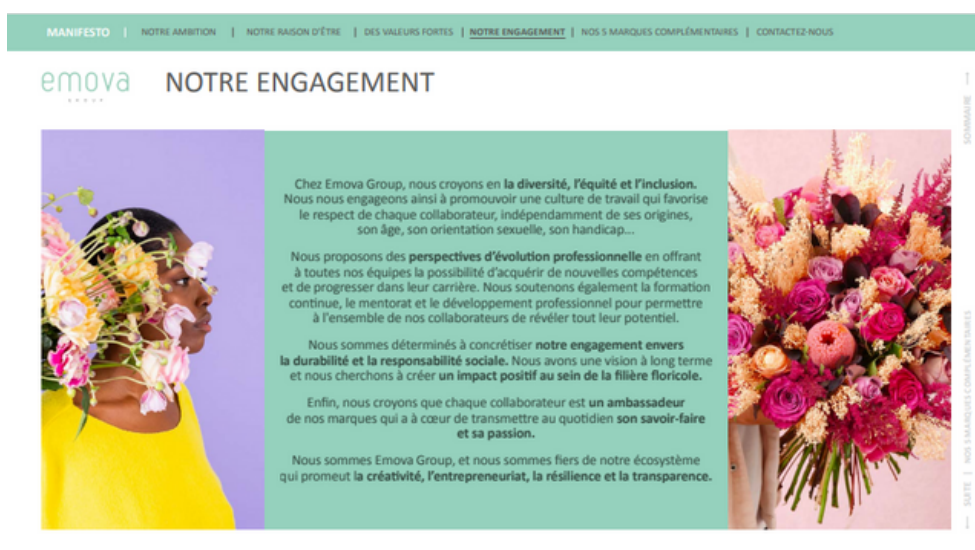 MANIFESTO | NOTRE AMBITION | NOTRE RAISON D'ÊTRE | DES VALEURS FORTES | NOTRE ENGAGEMENT | NOS 5 MARQUES COMPLÉMENTAIRES | CONTACTEZ-NOUS
emova
GROUP
NOTRE ENGAGEMENT
Chez Emova Group, nous croyons en la diversité, l'équité et l'inclusion.
Nous nous engageons ainsi à promouvoir une culture de travail qui favorise
le respect de chaque collaborateur, indépendamment de ses origines,
son âge, son orientation sexuelle, son handicap...
Nous proposons des perspectives d'évolution professionnelle en offrant
à toutes nos équipes la possibilité d'acquérir de nouvelles compétences
et de progresser dans leur carrière. Nous soutenons également la formation
continue, le mentorat et le développement professionnel pour permettre
à l'ensemble de nos collaborateurs de révéler tout leur potentiel.
Nous sommes déterminés à concrétiser notre engagement envers
la durabilité et la responsabilité sociale. Nous avons une vision à long terme
et nous cherchons à créer un impact positif au sein de la filière floricole.
Enfin, nous croyons que chaque collaborateur est un ambassadeur
de nos marques qui a à cœur de transmettre au quotidien son savoir-faire
et sa passion.
Nous sommes Emova Group, et nous sommes fiers de notre écosystème
qui promeut la créativité, l'entrepreneuriat, la résilience et la transparence.
SOMMAIRE
SUITE | NOS 5 MARQUES COMPLÉMENTAIRES